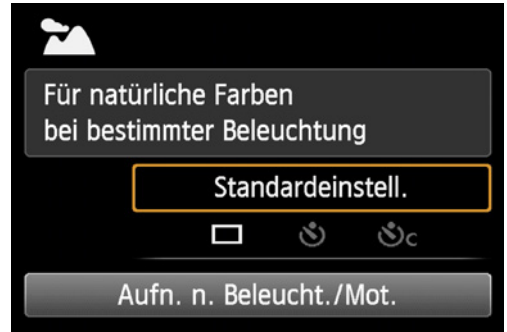 Für natürliche Farben
bei bestimmter Beleuchtung
Standardeinstell.
c
Aufn. n. Beleucht./Mot.